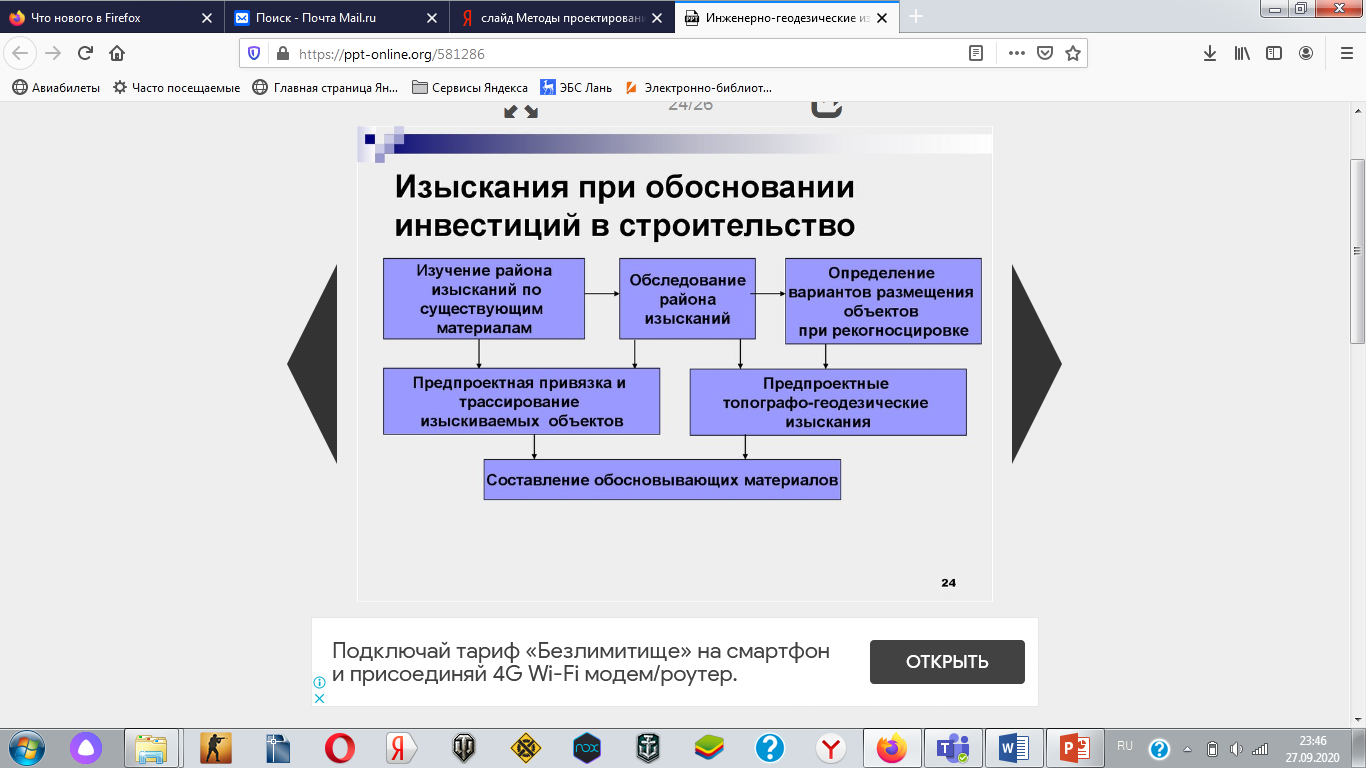 Что нового в Firefox
Поиск - Почта Mail.ru
слайд Методы проектировани
Инженерно-геодезические из
https://ppt-online.org/581286
Авиабилеты
Часто посещаемые
Главная страница Ян...
Сервисы Яндекса
ЭБС Лань
Электронно-библиот...
24/26
Изыскания при обосновании
инвестиций в строительство
Изучение района
изысканий по
существующим
материалам
Обследование
района
изысканий
Определение
вариантов размещения
объектов
при рекогносцировке
Предпроектная привязка и
трассирование
изыскиваемых объектов
Предпроектные
топографо-геодезические
изыскания
Составление обосновывающих материалов
24
Подключай тариф «Безлимитище» на смартфон
и присоединяй 4G Wi-Fi модем/роутер.
ОТКРЫТЬ
RU
23:46
27.09.2020